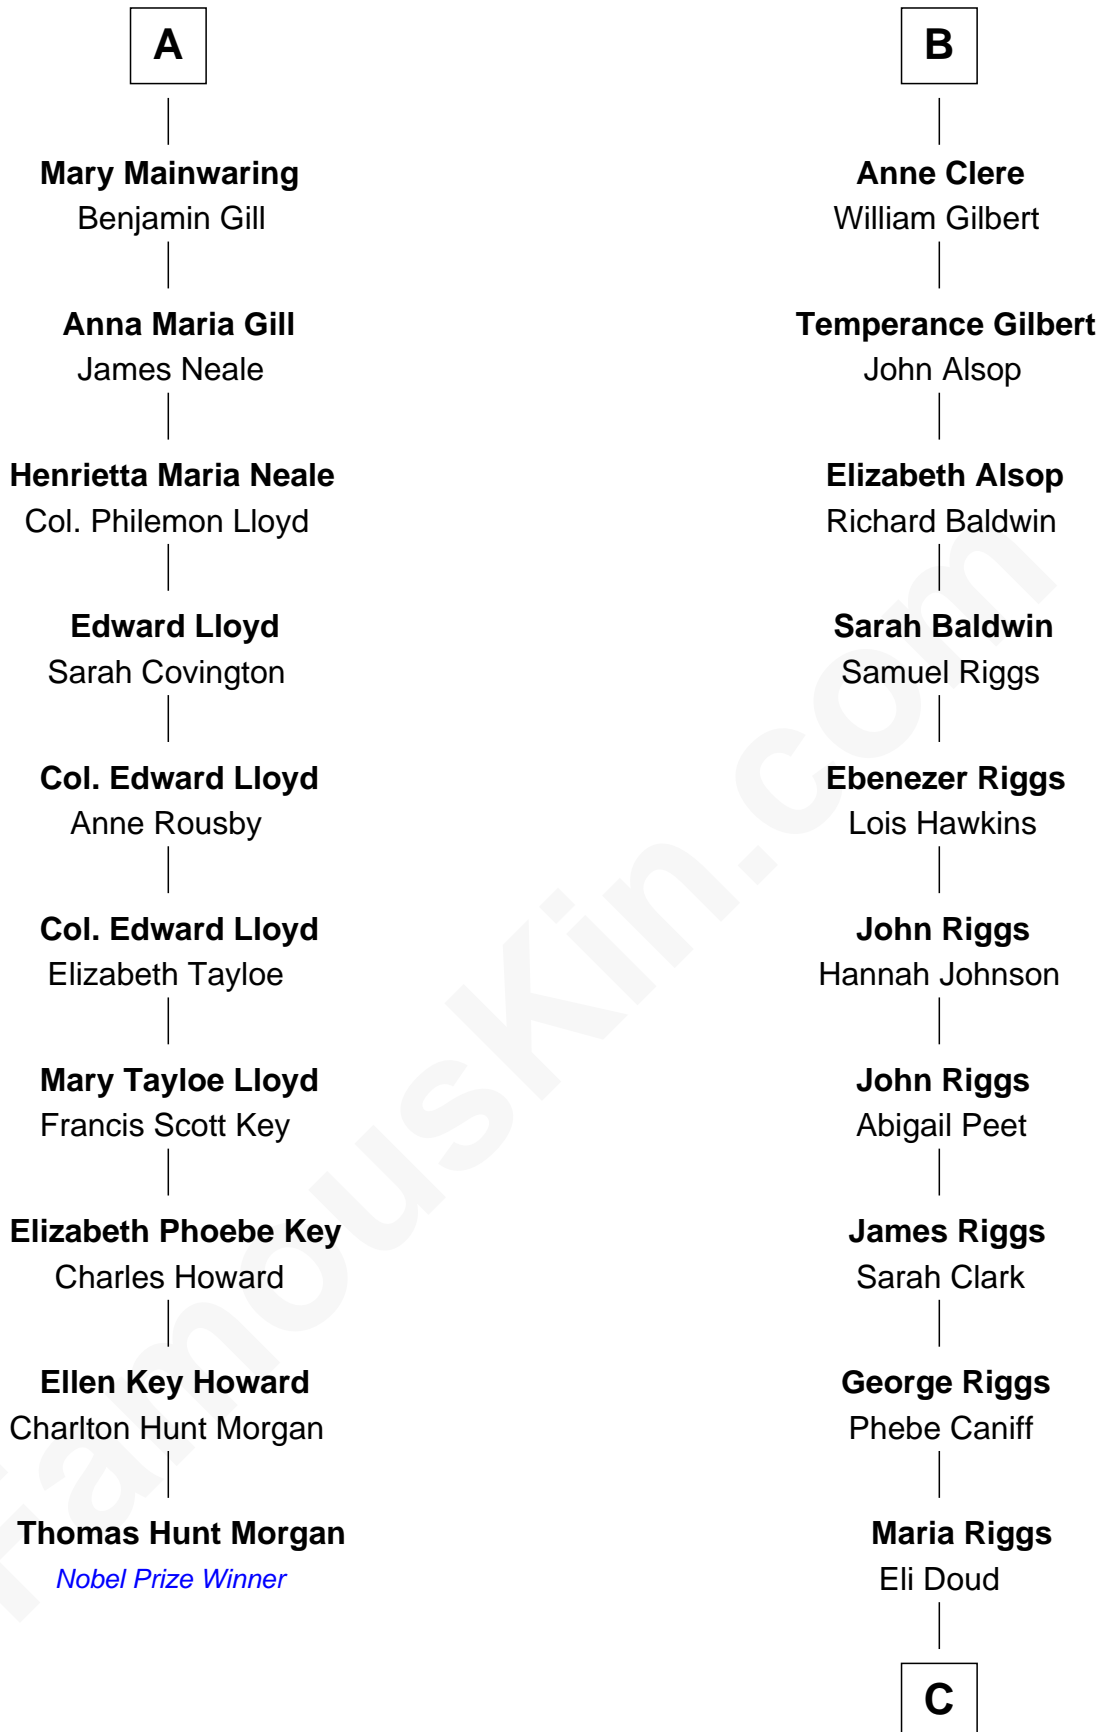 A
Mary Mainwaring
Benjamin Gill
Anna Maria Gill
James Neale
Henrietta Maria Neale
Col. Philemon Lloyd
Edward Lloyd
Sarah Covington
Col. Edward Lloyd
Anne Rousby
Col. Edward Lloyd
Elizabeth Tayloe
Mary Tayloe Lloyd
Francis Scott Key
Elizabeth Phoebe Key
Charles Howard
Ellen Key Howard
Charlton Hunt Morgan
Thomas Hunt Morgan
Nobel Prize Winner
B
Anne Clere
William Gilbert
Temperance Gilbert
John Alsop
Elizabeth Alsop
Richard Baldwin
Sarah Baldwin
Samuel Riggs
Ebenezer Riggs
Lois Hawkins
John Riggs
Hannah Johnson
John Riggs
Abigail Peet
James Riggs
Sarah Clark
George Riggs
Phebe Caniff
Maria Riggs
Eli Doud
C
FamousKin.com